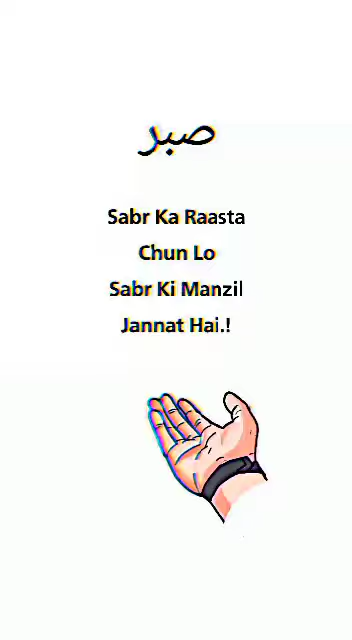 صبر
Sabr Ka Raasta
Chun Lo
Sabr Ki Manzil
Jannat Hai.!